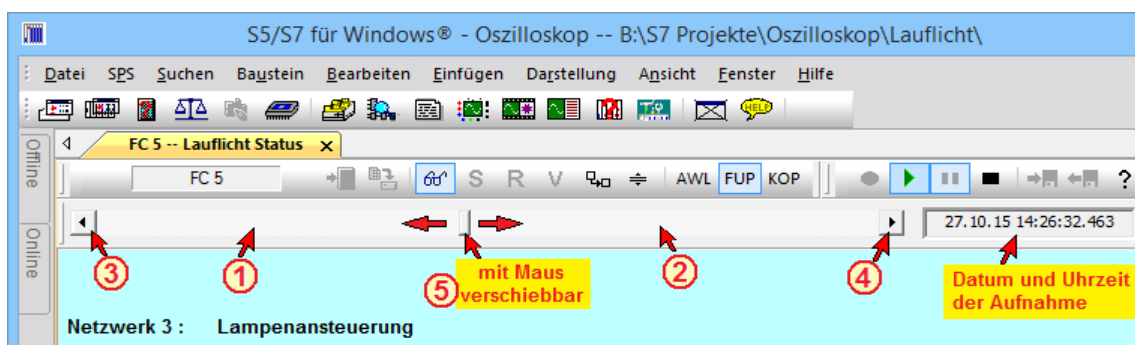 S5/S7 für Windows® - Oszilloskop -- B:\S7 Projekte\Oszilloskop\Lauflicht\
Datei SPS Suchen Baustein Bearbeiten Einfügen Darstellung Ansicht Fenster Hilfe
HELP
Offline
FC 5 -- Lauflicht Status x
FC 5 S R V AWL FUP KOP ?
27.10.15 14:26:32.463
Online
3 1 5 mit Maus 2 4 Datum und Uhrzeit
verschiebbar der Aufnahme
Netzwerk 3 : Lampenansteuerung